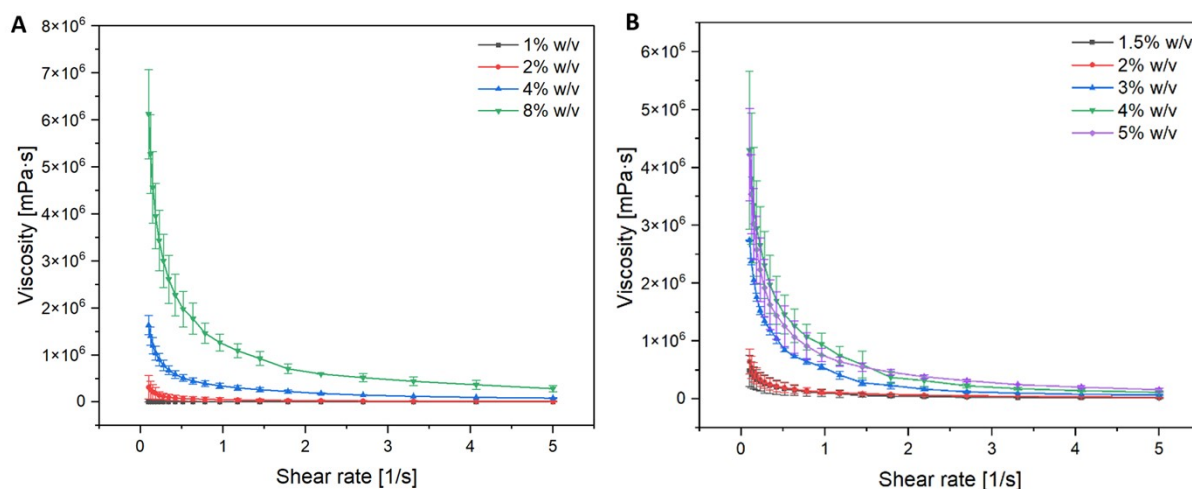 A
8×10⁶
7×10⁶
6×10⁶
5×10⁶
4×10⁶
3×10⁶
2×10⁶
1×10⁶
0
Viscosity [mPa·s]
1% w/v
2% w/v
4% w/v
8% w/v
0 1 2 3 4 5
Shear rate [1/s]
B
6×10⁶
5×10⁶
4×10⁶
3×10⁶
2×10⁶
1×10⁶
0
Viscosity [mPa·s]
1.5% w/v
2% w/v
3% w/v
4% w/v
5% w/v
0 1 2 3 4 5
Shear rate [1/s]